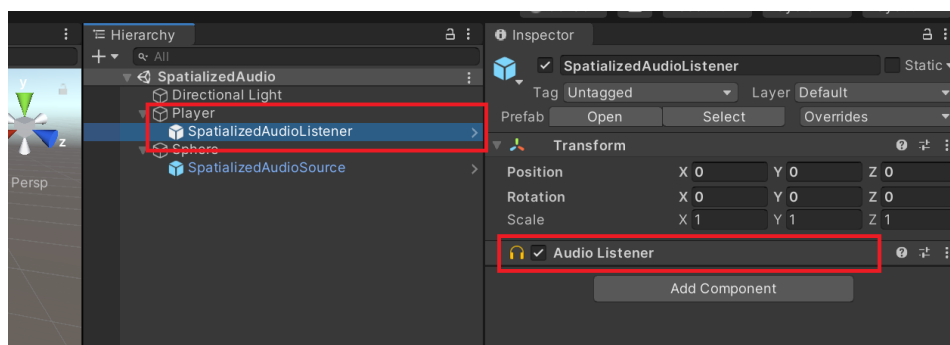 Hierarchy
All
SpatializedAudio
Directional Light
Player
SpatializedAudioListener
Sphere
SpatializedAudioSource
y
z
Persp
Inspector
SpatializedAudioListener
Static
Tag Untagged
Layer Default
Prefab Open Select Overrides
Transform
Position X 0 Y 0 Z 0
Rotation X 0 Y 0 Z 0
Scale X 1 Y 1 Z 1
Audio Listener
Add Component